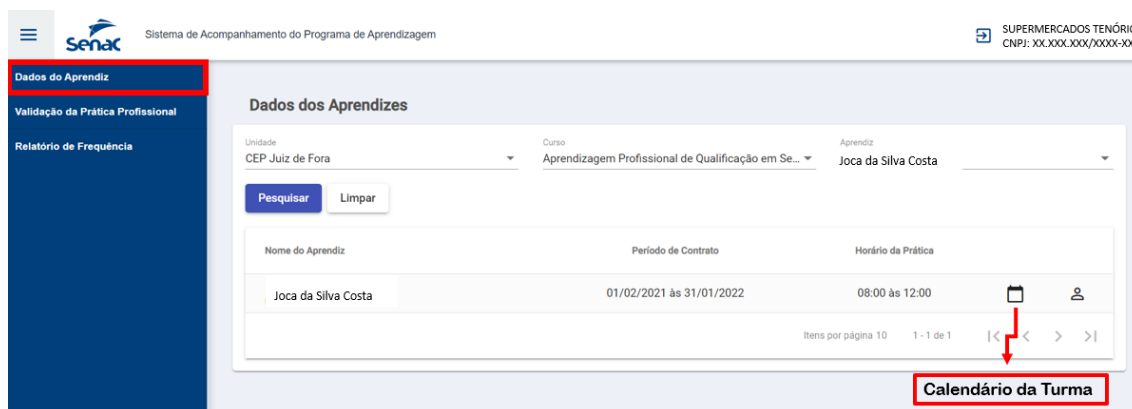 Senac
Sistema de Acompanhamento do Programa de Aprendizagem
SUPERMERCADOS TENÓRIO
CNPJ: XX.XXX.XXX/XXXX-XX
Dados do Aprendiz
Validação da Prática Profissional
Relatório de Frequência
Dados dos Aprendizes
Unidade
CEP Juiz de Fora
Curso
Aprendizagem Profissional de Qualificação em Se...
Aprendiz
Joca da Silva Costa
Pesquisar
Limpar
Nome do Aprendiz
Período de Contrato
Horário da Prática
Joca da Silva Costa
01/02/2021 às 31/01/2022
08:00 às 12:00
Itens por página 10
1 - 1 de 1
Calendário da Turma